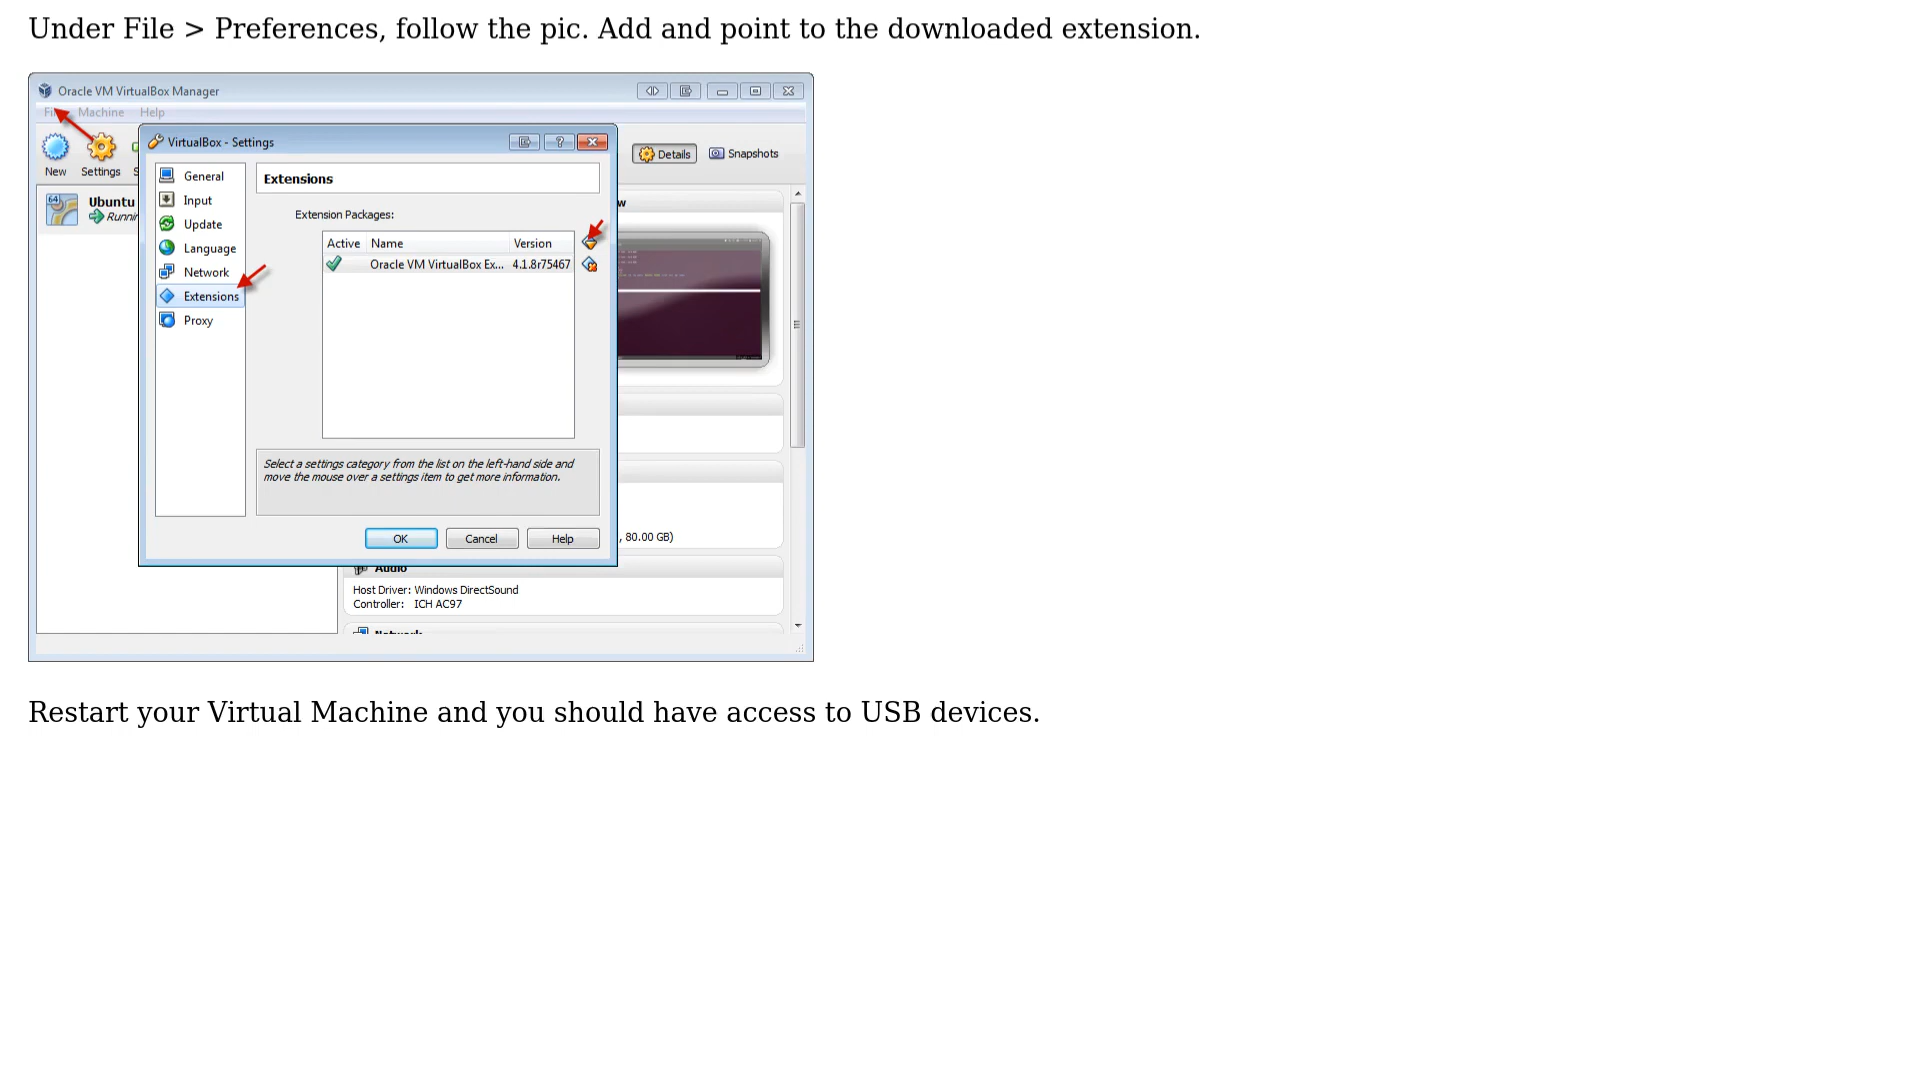 Under File > Preferences, follow the pic. Add and point to the downloaded extension.
Oracle VM VirtualBox Manager
Machine Help
VirtualBox - Settings
New Settings
Details Snapshots
Ubuntu
General
Input
Update
Language
Network
Extensions
Proxy
Extensions
Extension Packages:
Active Name Version
Oracle VM VirtualBox Ex... 4.1.8r75467
Select a settings category from the list on the left-hand side and
move the mouse over a settings item to get more information.
OK Cancel Help
, 80.00 GB)
Audio
Host Driver: Windows DirectSound
Controller: ICH AC97
Network
Restart your Virtual Machine and you should have access to USB devices.